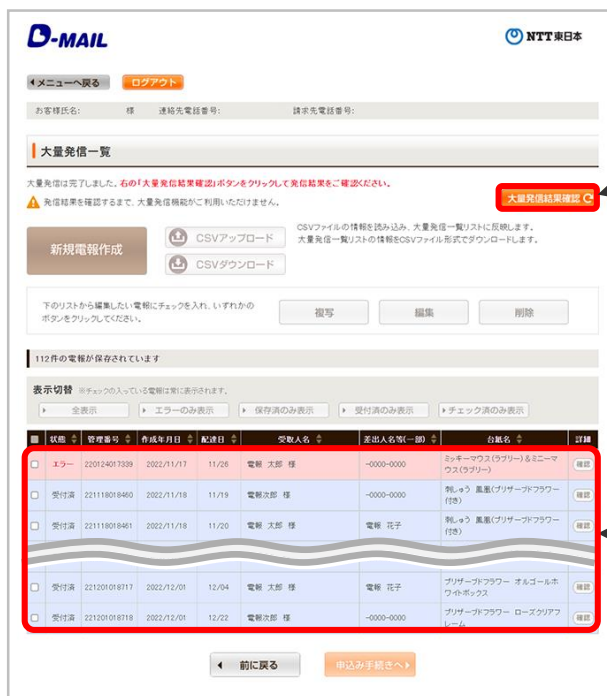 D-MAIL
NTT東日本
メニューへ戻る ログアウト
お客様氏名: 様 連絡先電話番号: 請求先電話番号:
大量発信一覧
大量発信は完了しました。右の「大量発信結果確認」ボタンをクリックして発信結果をご確認ください。
発信結果を確認するまで、大量発信機能がご利用いただけません。
大量発信結果確認
新規電報作成
CSVアップロード
CSVダウンロード
CSVファイルの情報を読み込み、大量発信一覧リストに反映します。
大量発信一覧リストの情報をCSVファイル形式でダウンロードします。
下のリストから編集したい電報にチェックを入れ、いずれかの
ボタンをクリックしてください。
複写 編集 削除
112件の電報が保存されています
表示切替 ※チェックの入っている電報は常に表示されます。
全表示 エラーのみ表示 保存済のみ表示 受付済のみ表示 チェック済のみ表示
状態 管理番号 作成年月日 配達日 受取人名 差出人名等(一部) 台紙名 詳細
エラー 220124017339 2022/11/17 11/26 電報 太郎 様 -0000-0000 ミッキーマウス(ラブリー)&ミニーマウス(ラブリー) 確認
受付済 221118018460 2022/11/18 11/19 電報次郎 様 -0000-0000 刺しゅう 鳳凰(プリザーブドフラワー付き) 確認
受付済 221118018461 2022/11/18 11/20 電報 太郎 様 電報 花子 刺しゅう 鳳凰(プリザーブドフラワー付き) 確認
受付済 221201018717 2022/12/01 12/04 電報 太郎 様 電報 花子 プリザーブドフラワー オルゴールホワイトボックス 確認
受付済 221201018718 2022/12/01 12/22 電報次郎 様 -0000-0000 プリザーブドフラワー ローズクリアフレーム 確認
前に戻る 申込み手続きへ